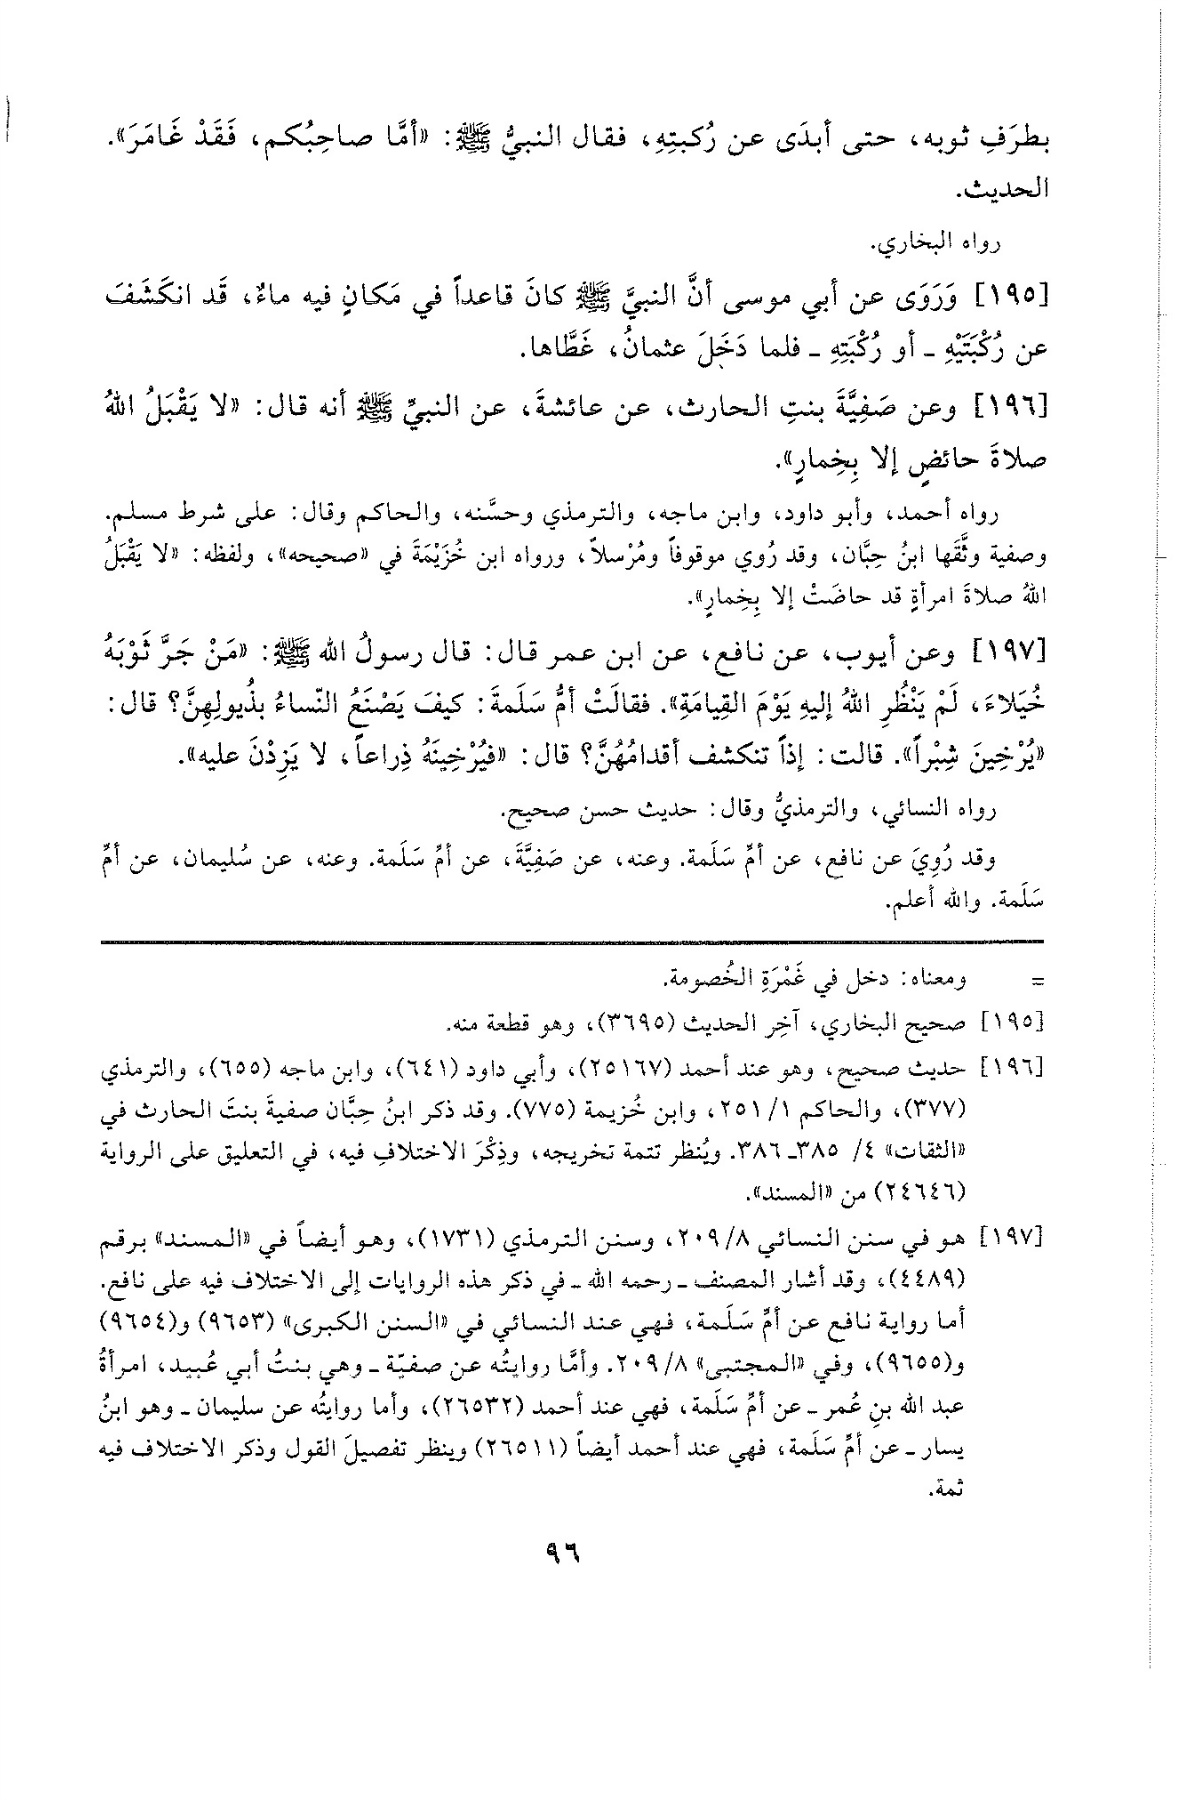 بطرَفِ ثوبه، حتى أبدَى عن رُكبتِهِ، فقال النبيُّ ﷺ: «أمَّا صاحِبُكم، فَقَدْ غَامَرَ».
الحديث.
رواه البخاري.
[١٩٥] وَرَوَى عن أبي موسى أنَّ النبيَّ ﷺ كانَ قاعداً في مَكانٍ فيه ماءٌ، قَد انكَشَفَ
عن رُكْبَتَيْهِ ـ أو رُكْبَتِهِ ـ فلما دَخَلَ عثمانُ، غَطَّاها.
[١٩٦] وعن صَفِيَّةَ بنتِ الحارث، عن عائشةَ، عن النبيِّ ﷺ أنه قال: «لا يَقْبَلُ اللهُ
صلاةَ حائضٍ إلا بِخِمارٍ».
رواه أحمد، وأبو داود، وابن ماجه، والترمذي وحسَّنه، والحاكم وقال: على شرط مسلم.
وصفية وثَّقَها ابنُ حِبَّان، وقد رُوي موقوفاً ومُرْسلاً، ورواه ابن خُزَيْمَةَ في «صحيحه»، ولفظه: «لا يَقْبَلُ
اللهُ صلاةَ امرأةٍ قد حاضَتْ إلا بِخِمارٍ».
[١٩٧] وعن أيوب، عن نافع، عن ابن عمر قال: قال رسولُ الله ﷺ: «مَنْ جَرَّ ثَوْبَهُ
خُيَلاءَ، لَمْ يَنْظُرِ اللهُ إليهِ يَوْمَ القِيامَةِ». فقالَتْ أمُّ سَلَمةَ: كيفَ يَصْنَعُ النّساءُ بذُيولِهِنَّ؟ قال:
«يُرْخِينَ شِبْراً». قالت: إذاً تنكشف أقدامُهُنَّ؟ قال: «فيُرْخِينَهُ ذِراعاً، لا يَزِدْنَ عليه».
رواه النسائي، والترمذيُّ وقال: حديث حسن صحيح.
وقد رُوِيَ عن نافع، عن أمِّ سَلَمة. وعنه، عن صَفِيَّةَ، عن أمِّ سَلَمة. وعنه، عن سُليمان، عن أمِّ
سَلَمة. والله أعلم.
= ومعناه: دخل في غَمْرَةِ الخُصومة.
[١٩٥] صحيح البخاري، آخِر الحديث (٣٦٩٥)، وهو قطعة منه.
[١٩٦] حديث صحيح، وهو عند أحمد (٢٥١٦٧)، وأبي داود (٦٤١)، وابن ماجه (٦٥٥)، والترمذي
(٣٧٧)، والحاكم ١/ ٢٥١، وابن خُزيمة (٧٧٥). وقد ذكر ابنُ حِبَّان صفيةَ بنتَ الحارث في
«الثقات» ٤/ ٣٨٥ـ ٣٨٦. ويُنظر تتمة تخريجه، وذِكْرَ الاختلافِ فيه، في التعليق على الرواية
(٢٤٦٤٦) من «المسند».
[١٩٧] هو في سنن النسائي ٨/ ٢٠٩، وسنن الترمذي (١٧٣١)، وهو أيضاً في «المسند» برقم
(٤٤٨٩)، وقد أشار المصنف ـ رحمه الله ـ في ذكر هذه الروايات إلى الاختلاف فيه على نافع.
أما رواية نافع عن أمِّ سَلَمة، فهي عند النسائي في «السنن الكبرى» (٩٦٥٣) و(٩٦٥٤)
و(٩٦٥٥)، وفي «المجتبى» ٨/ ٢٠٩. وأمَّا روايتُه عن صفيّة ـ وهي بنتُ أبي عُبيد، امرأةُ
عبد الله بنِ عُمر ـ عن أمِّ سَلَمة، فهي عند أحمد (٢٦٥٣٢)، وأما روايتُه عن سليمان ـ وهو ابنُ
يسار ـ عن أمِّ سَلَمة، فهي عند أحمد أيضاً (٢٦٥١١) وينظر تفصيلَ القول وذكر الاختلاف فيه
ثمة.
٩٦